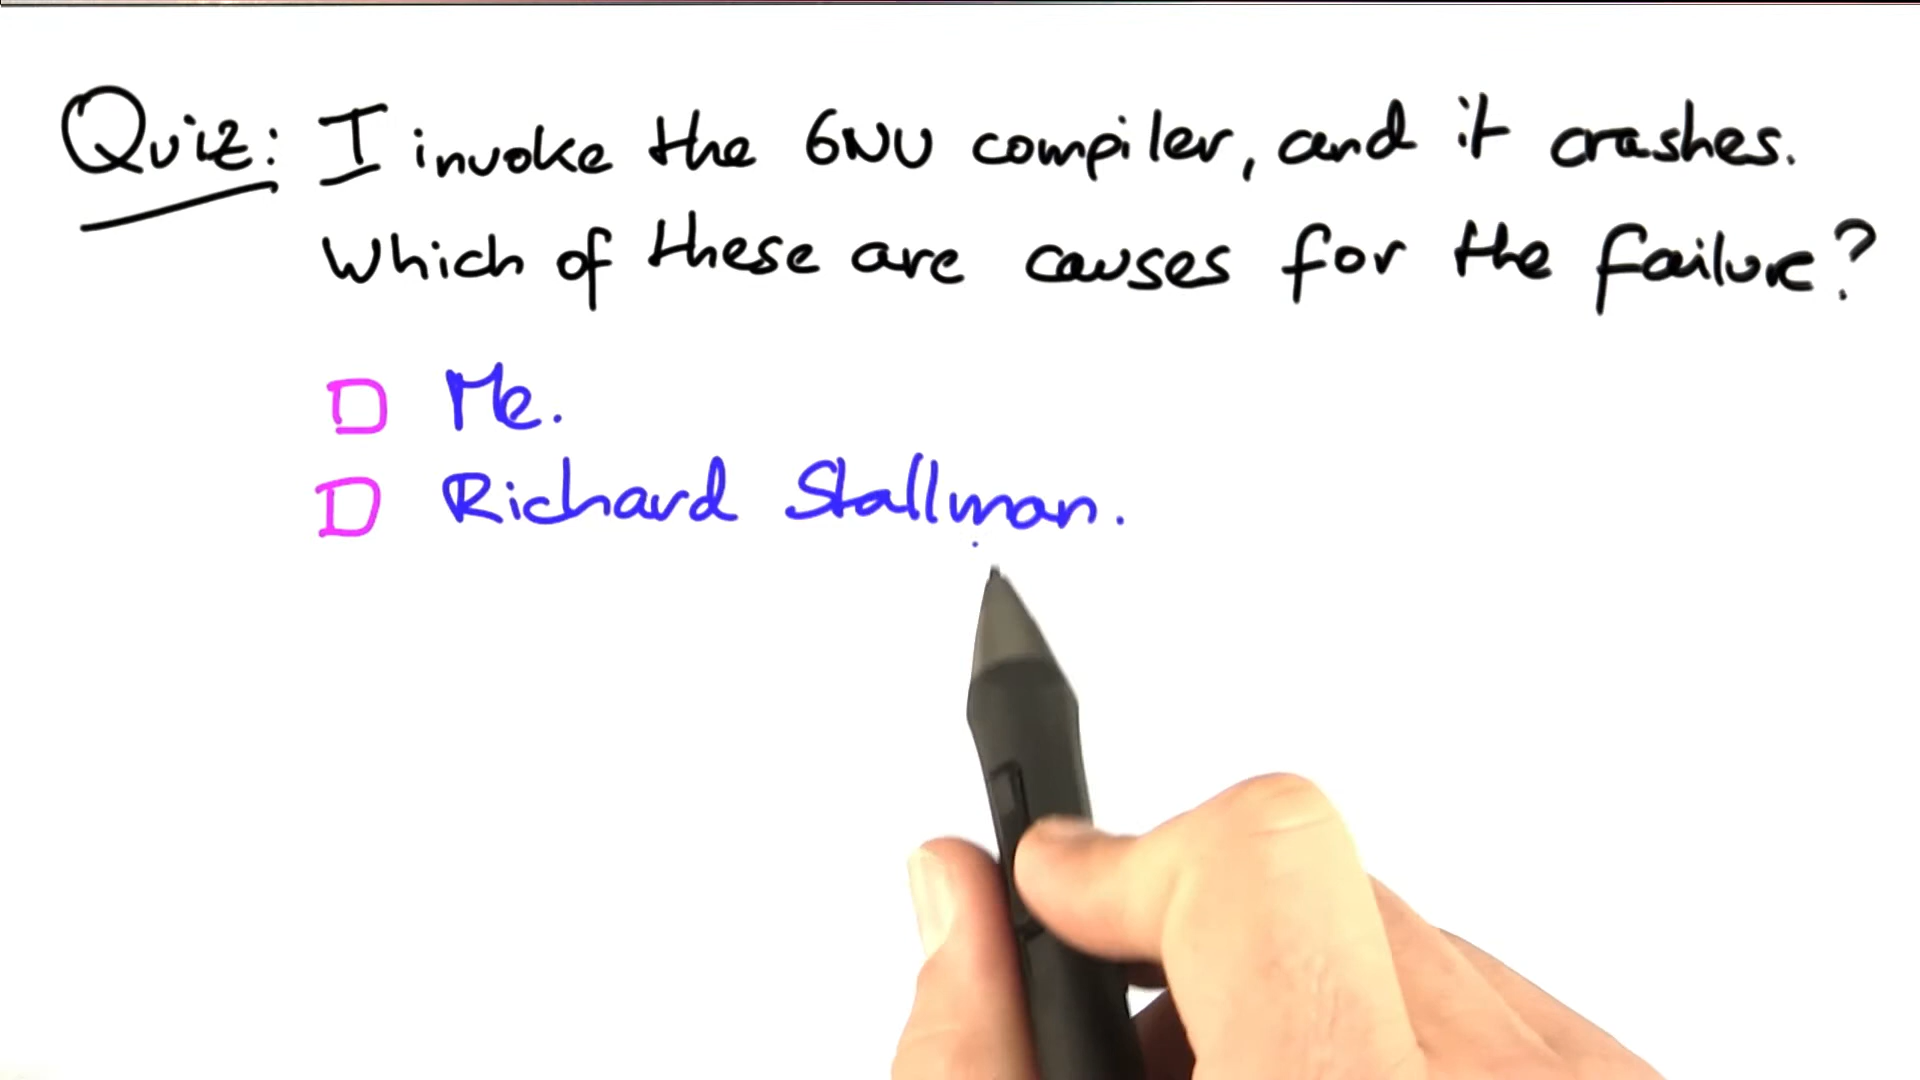 Quiz: I invoke the GNU compiler, and it crashes.
Which of these are causes for the failure?
Me.
Richard Stallman.